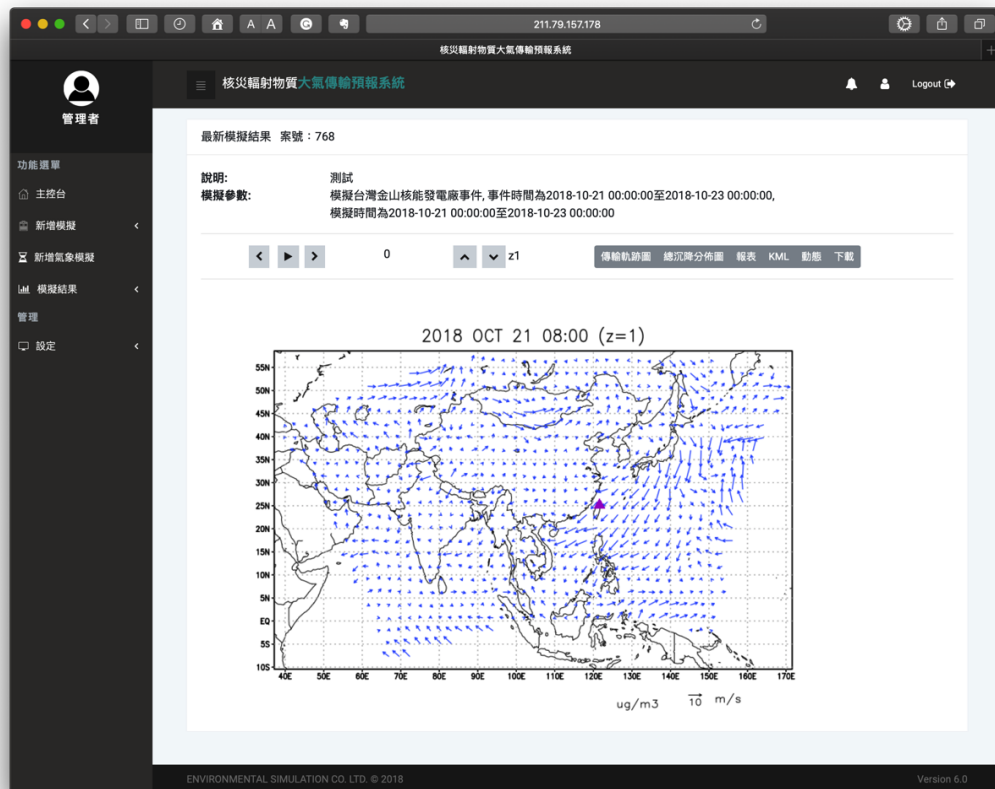 211.79.157.178
核災輻射物質大氣傳輸預報系統
核災輻射物質大氣傳輸預報系統
Logout
管理者
功能選單
主控台
新增模擬
新增氣象模擬
模擬結果
管理
設定
最新模擬結果 案號：768
說明: 測試
模擬參數: 模擬台灣金山核能發電廠事件, 事件時間為2018-10-21 00:00:00至2018-10-23 00:00:00,
模擬時間為2018-10-21 00:00:00至2018-10-23 00:00:00
0 z1 傳輸軌跡圖 總沉降分佈圖 報表 KML 動態 下載
2018 OCT 21 08:00 (z=1)
55N
50N
45N
40N
35N
30N
25N
20N
15N
10N
5N
EQ
5S
10S
40E 50E 60E 70E 80E 90E 100E 110E 120E 130E 140E 150E 160E 170E
ug/m3 10 m/s
ENVIRONMENTAL SIMULATION CO. LTD. © 2018 Version 6.0